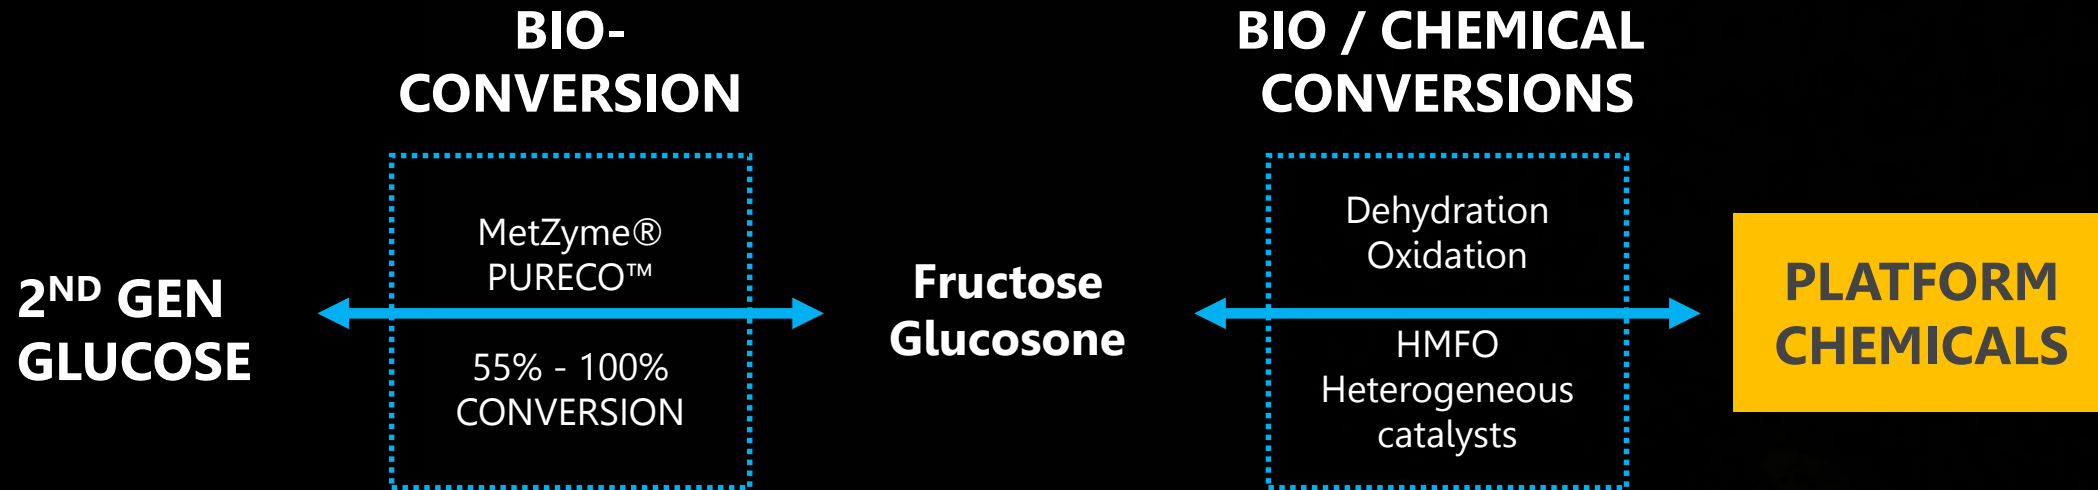 BIO-
CONVERSION
BIO / CHEMICAL
CONVERSIONS
2ND GEN
GLUCOSE
MetZyme®
PURECO™
55% - 100%
CONVERSION
Fructose
Glucosone
Dehydration
Oxidation
HMFO
Heterogeneous
catalysts
PLATFORM
CHEMICALS